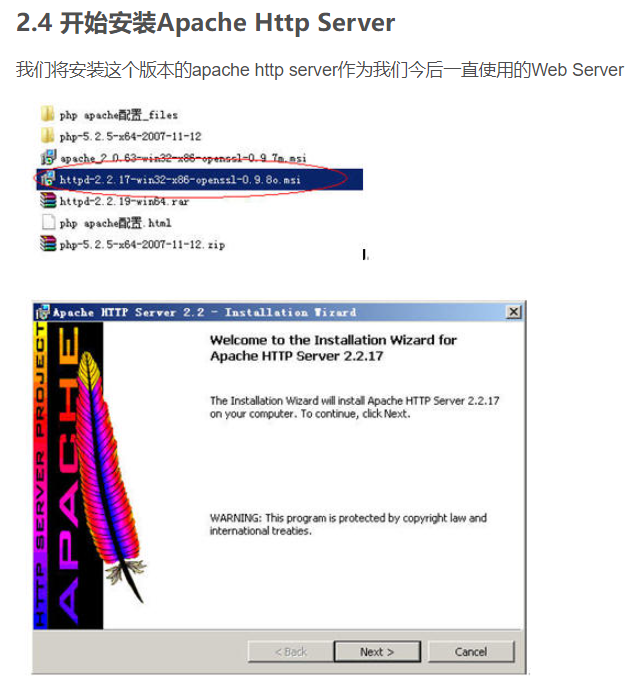 2.4 开始安装Apache Http Server
我们将安装这个版本的apache http server作为我们今后一直使用的Web Server
php apache配置_files
php-5.2.5-x64-2007-11-12
apache_2.0.63-win32-x86-openssl-0.9.7m.msi
httpd-2.2.17-win32-x86-openssl-0.9.8o.msi
httpd-2.2.19-win64.rar
php apache配置.html
php-5.2.5-x64-2007-11-12.zip
Apache HTTP Server 2.2 - Installation Wizard
Welcome to the Installation Wizard for
Apache HTTP Server 2.2.17
The Installation Wizard will install Apache HTTP Server 2.2.17
on your computer. To continue, click Next.
WARNING: This program is protected by copyright law and
international treaties.
HTTP SERVER PROJECT
APACHE
< Back
Next >
Cancel